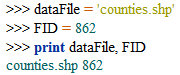 >>> dataFile = 'counties.shp'
>>> FID = 862
>>> print dataFile, FID
counties.shp 862